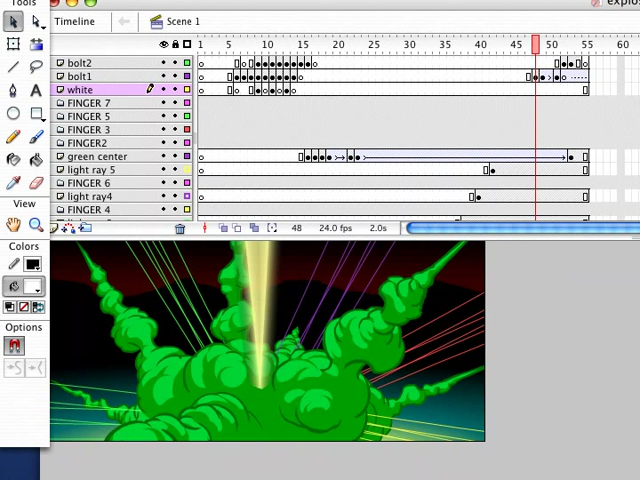 Tools
explos
Timeline
Scene 1
1 5 10 15 20 25 30 35 40 45 50 55 60
bolt2
bolt1
white
FINGER 7
FINGER 5
FINGER 3
FINGER2
green center
light ray 5
FINGER 6
light ray4
FINGER 4
48 24.0 fps 2.0s
View
Colors
Options